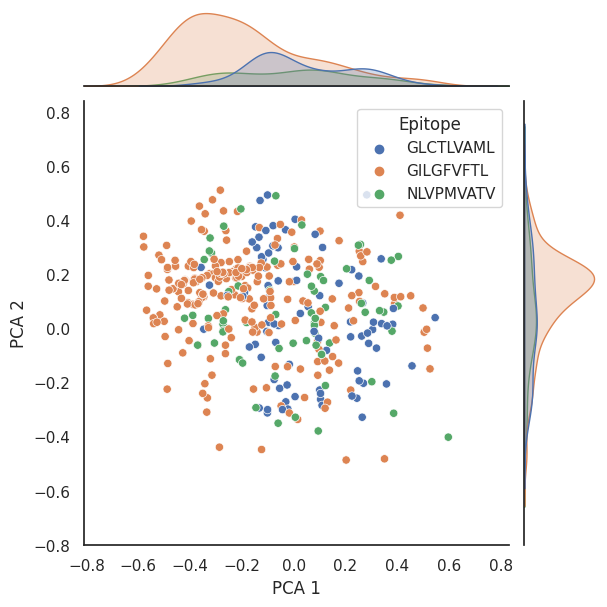 0.8
0.6
0.4
0.2
0.0
−0.2
−0.4
−0.6
−0.8
PCA 2
Epitope
GLCTLVAML
GILGFVFTL
NLVPMVATV
−0.8 −0.6 −0.4 −0.2 0.0 0.2 0.4 0.6 0.8
PCA 1